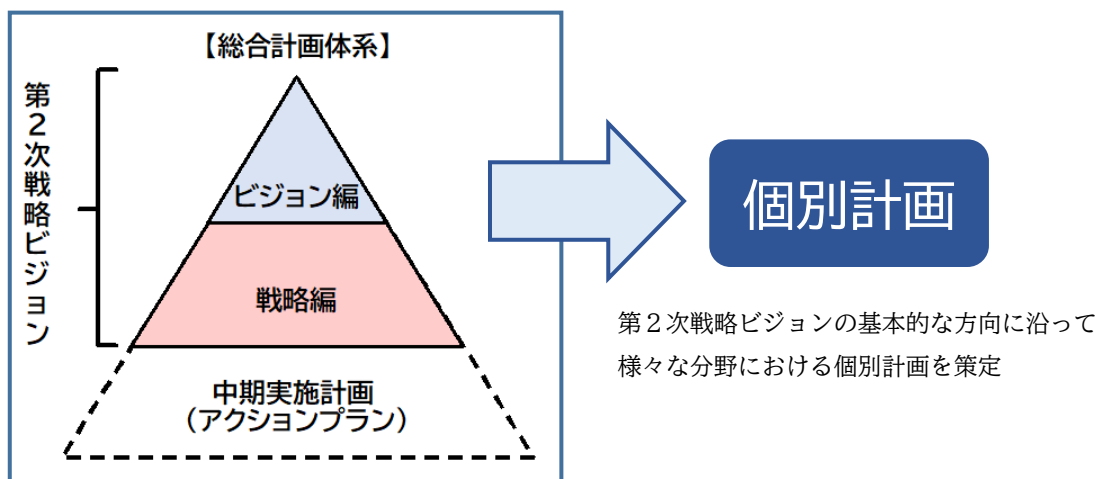 【総合計画体系】
第２次戦略ビジョン
ビジョン編
戦略編
中期実施計画
（アクションプラン）
個別計画
第２次戦略ビジョンの基本的な方向に沿って
様々な分野における個別計画を策定